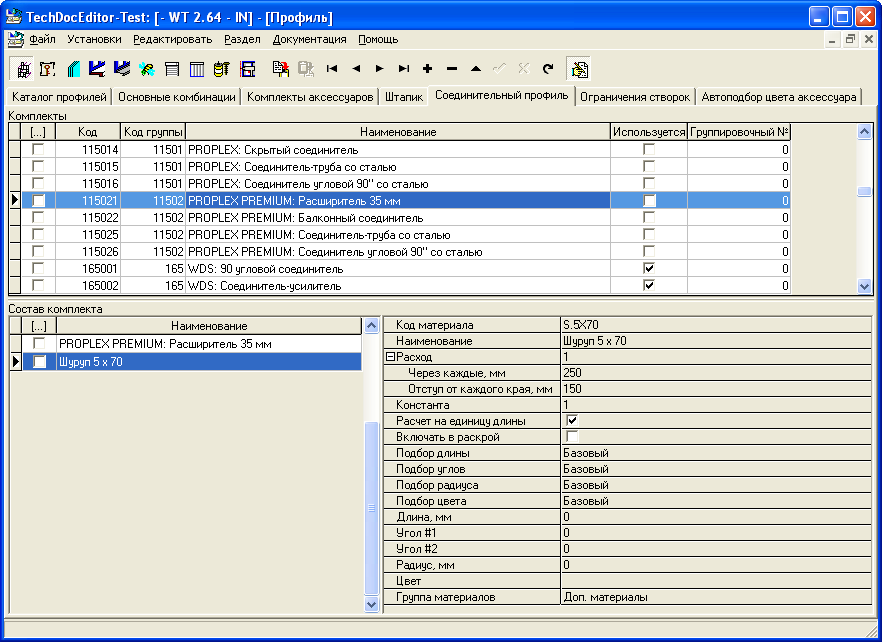 TechDocEditor-Test: [- WT 2.64 - IN] - [Профиль]
Файл Установки Редактировать Раздел Документация Помощь
Каталог профилей Основные комбинации Комплекты аксессуаров Штапик Соединительный профиль Ограничения створок Автоподбор цвета аксессуара
Комплекты
[...] Код Код группы Наименование Используется Группировочный №
115014 11501 PROPLEX: Скрытый соединитель 0
115015 11501 PROPLEX: Соединитель-труба со сталью 0
115016 11501 PROPLEX: Соединитель угловой 90" со сталью 0
115021 11502 PROPLEX PREMIUM: Расширитель 35 мм 0
115022 11502 PROPLEX PREMIUM: Балконный соединитель 0
115025 11502 PROPLEX PREMIUM: Соединитель-труба со сталью 0
115026 11502 PROPLEX PREMIUM: Соединитель угловой 90" со сталью 0
165001 165 WDS: 90 угловой соединитель 0
165002 165 WDS: Соединитель-усилитель 0
Состав комплекта
[...] Наименование
PROPLEX PREMIUM: Расширитель 35 мм
Шуруп 5 х 70
Код материала S.5X70
Наименование Шуруп 5 х 70
Расход 1
Через каждые, мм 250
Отступ от каждого края, мм 150
Константа 1
Расчет на единицу длины
Включать в раскрой
Подбор длины Базовый
Подбор углов Базовый
Подбор радиуса Базовый
Подбор цвета Базовый
Длина, мм 0
Угол #1 0
Угол #2 0
Радиус, мм 0
Цвет
Группа материалов Доп. материалы